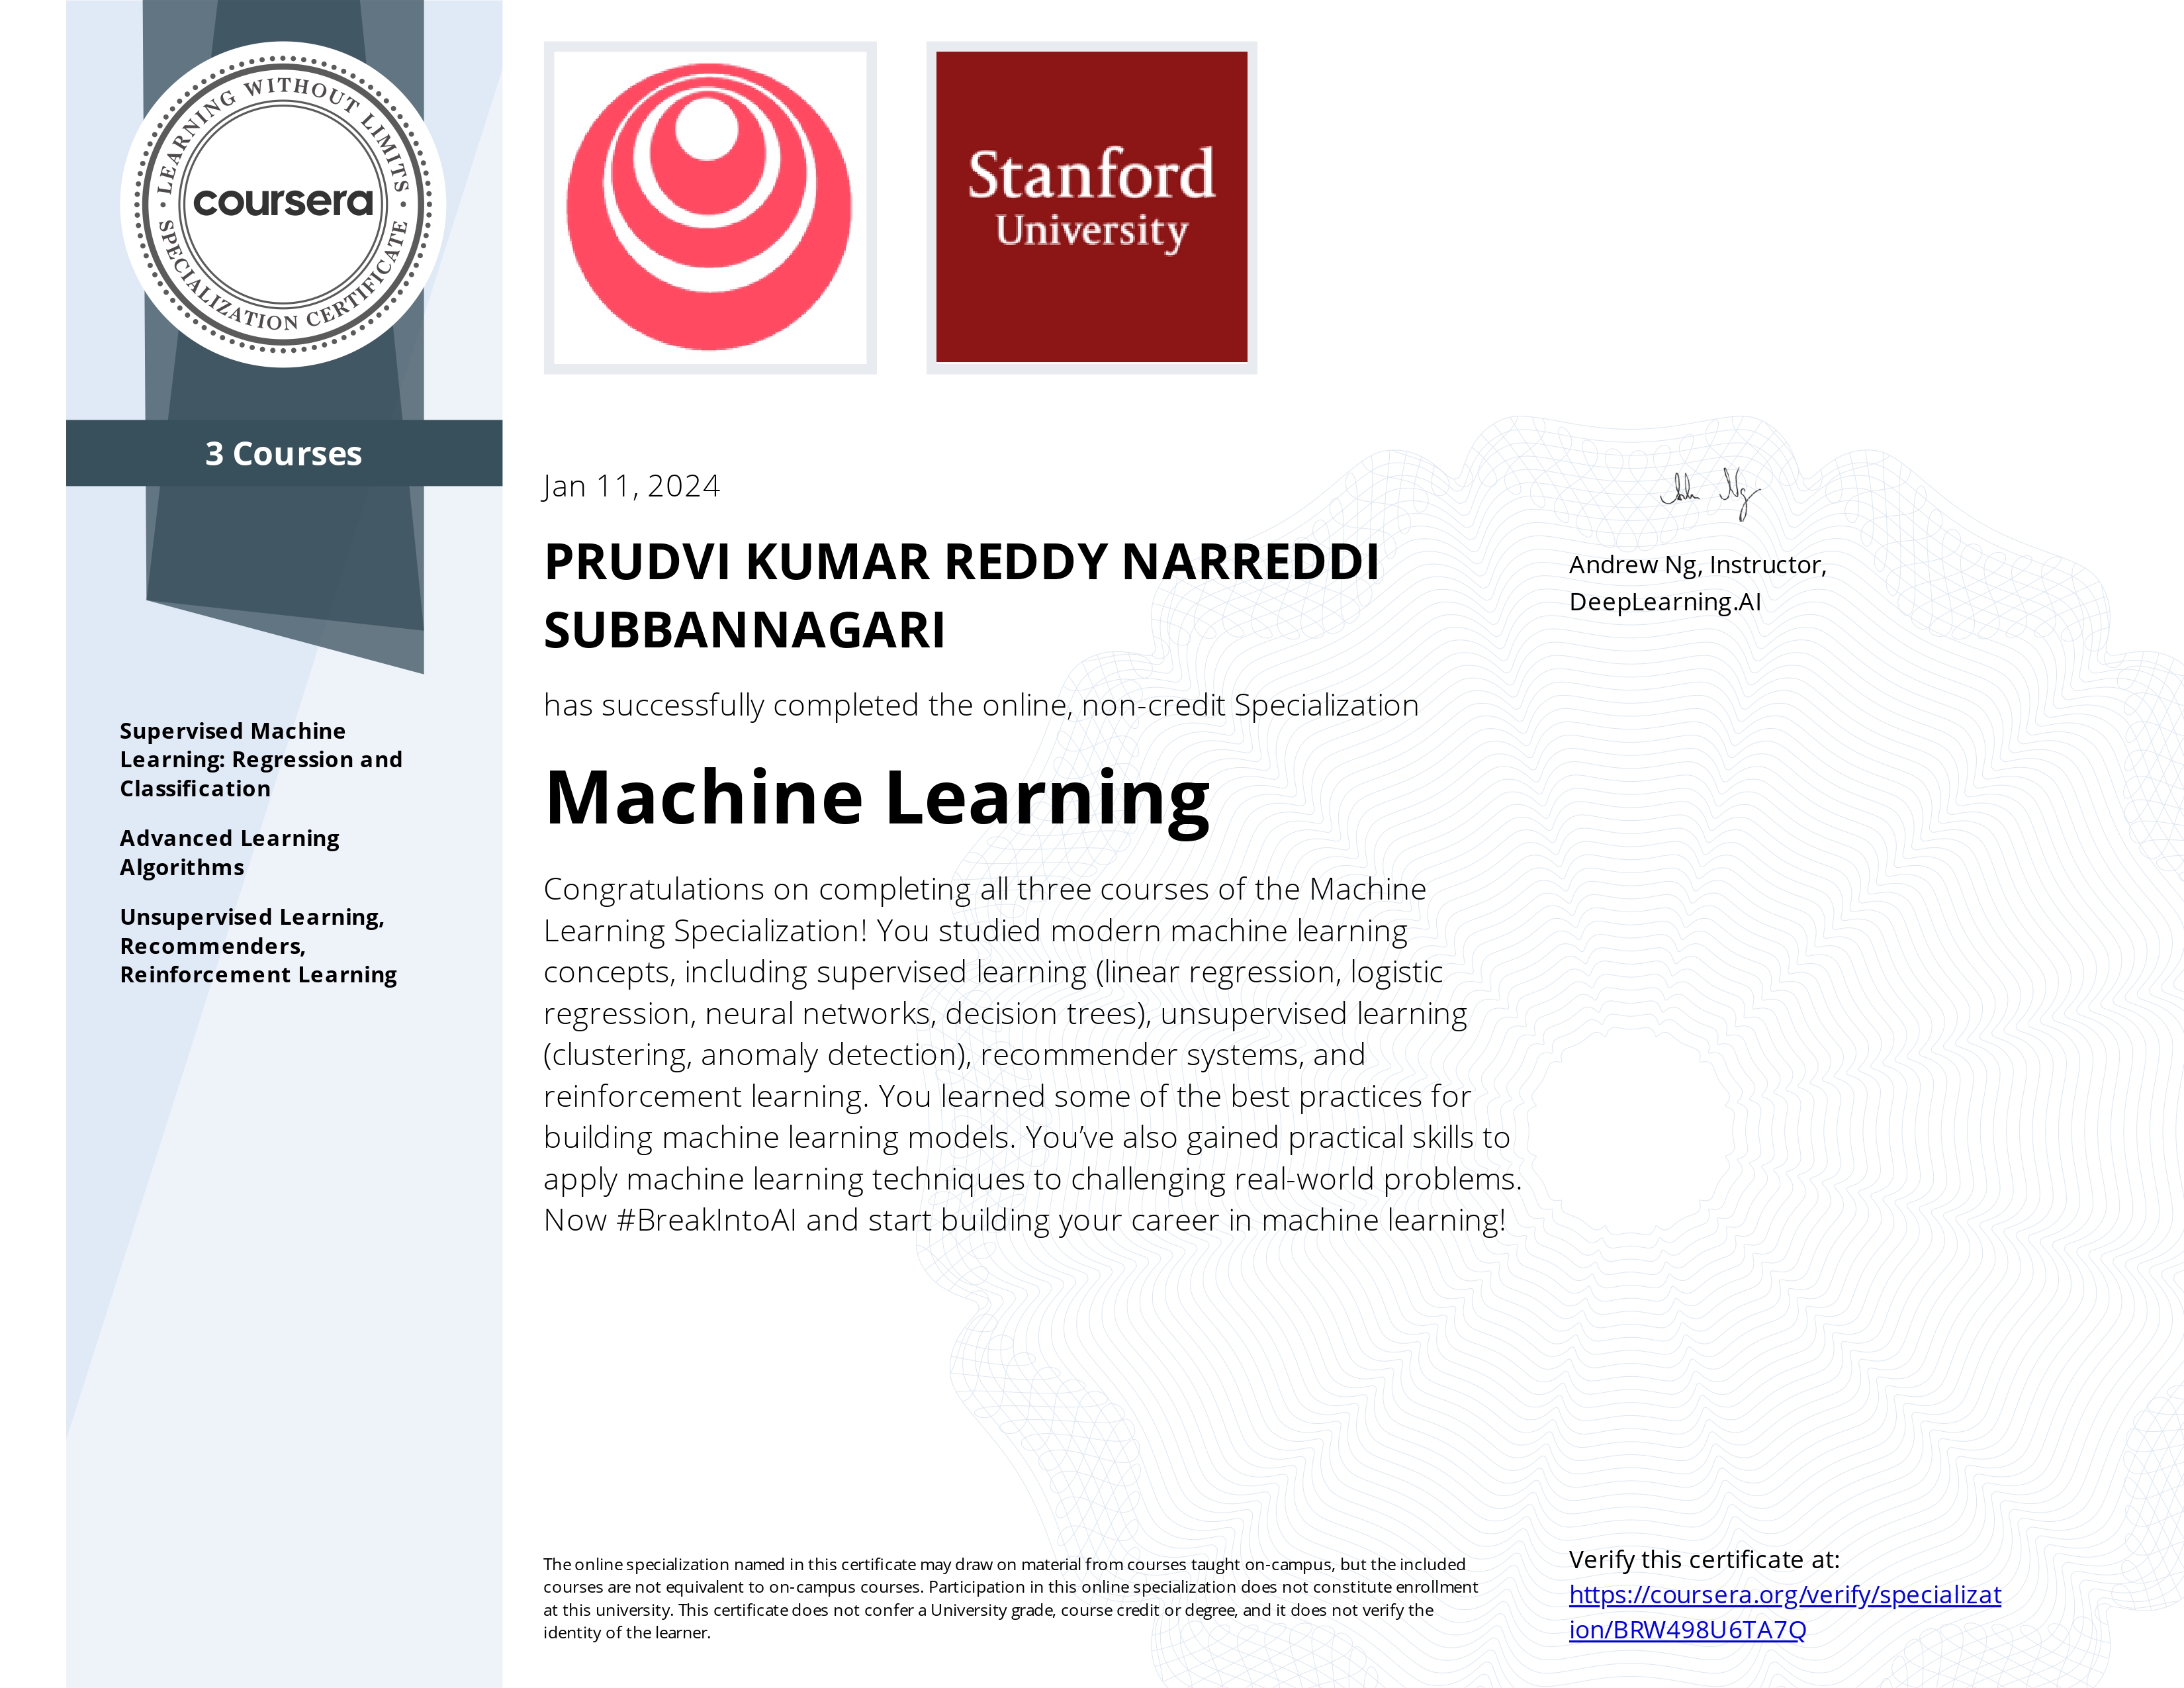 LEARNING WITHOUT LIMITS
coursera
SPECIALIZATION CERTIFICATE
3 Courses
Supervised Machine
Learning: Regression and
Classification
Advanced Learning
Algorithms
Unsupervised Learning,
Recommenders,
Reinforcement Learning
Stanford
University
Jan 11, 2024
PRUDVI KUMAR REDDY NARREDDI
SUBBANNAGARI
has successfully completed the online, non-credit Specialization
Machine Learning
Congratulations on completing all three courses of the Machine
Learning Specialization! You studied modern machine learning
concepts, including supervised learning (linear regression, logistic
regression, neural networks, decision trees), unsupervised learning
(clustering, anomaly detection), recommender systems, and
reinforcement learning. You learned some of the best practices for
building machine learning models. You’ve also gained practical skills to
apply machine learning techniques to challenging real-world problems.
Now #BreakIntoAI and start building your career in machine learning!
Andrew Ng, Instructor,
DeepLearning.AI
The online specialization named in this certificate may draw on material from courses taught on-campus, but the included
courses are not equivalent to on-campus courses. Participation in this online specialization does not constitute enrollment
at this university. This certificate does not confer a University grade, course credit or degree, and it does not verify the
identity of the learner.
Verify this certificate at:
https://coursera.org/verify/specializat
ion/BRW498U6TA7Q